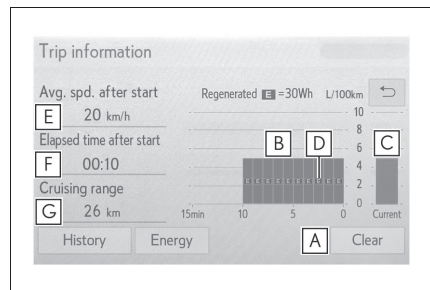 Trip information
Avg. spd. after start
Regenerated E =30Wh L/100km
E
20 km/h
Elapsed time after start
F
00:10
Cruising range
G
26 km
B
D
C
10
8
6
4
2
0
E E E E E E E E E E
15min 10 5 0 Current
History
Energy
A
Clear